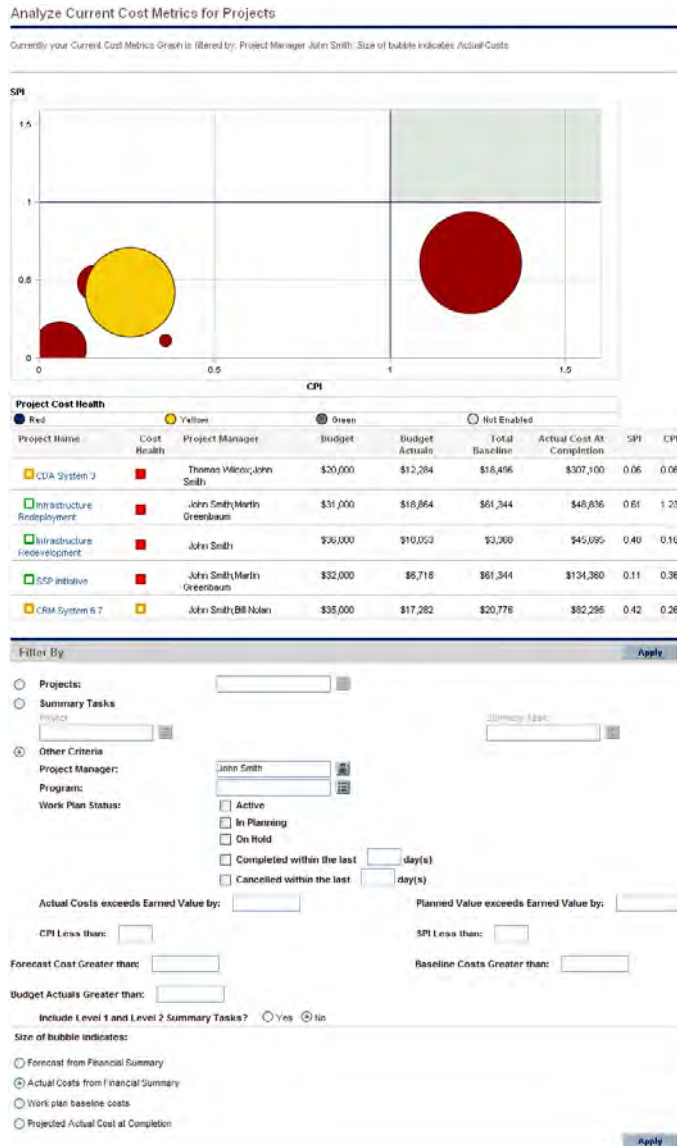 Analyze Current Cost Metrics for Projects
Currently your Current Cost Metrics Graph is filtered by: Project Manager John Smith. Size of bubble indicates Actual Costs
SPI
1.5
1
0.5
0
0 0.5 1 1.5
CPI
Project Cost Health
Red Yellow Green Not Enabled
Project Name Cost Health Project Manager Budget Budget Actuals Total Baseline Actual Cost At Completion SPI CPI
CDA System 3 Thomas Wilcox;John Smith $20,000 $12,284 $18,496 $307,100 0.06 0.06
Infrastructure Redeployment John Smith;Martin Greenbaum $31,000 $18,864 $61,344 $48,836 0.61 1.23
Infrastructure Redevelopment John Smith $36,000 $10,053 $3,360 $45,695 0.48 0.16
SSP Initiative John Smith;Martin Greenbaum $32,000 $6,718 $61,344 $134,360 0.11 0.36
CRM System 6.7 John Smith;Bill Nolan $35,000 $17,282 $20,776 $82,295 0.42 0.26
Filter By Apply
Projects:
Summary Tasks
Project Summary Task:
Other Criteria
Project Manager: John Smith
Program:
Work Plan Status: Active
In Planning
On Hold
Completed within the last day(s)
Cancelled within the last day(s)
Actual Costs exceeds Earned Value by: Planned Value exceeds Earned Value by:
CPI Less than: SPI Less than:
Forecast Cost Greater than: Baseline Costs Greater than:
Budget Actuals Greater than:
Include Level 1 and Level 2 Summary Tasks? Yes No
Size of bubble indicates:
Forecast from Financial Summary
Actual Costs from Financial Summary
Work plan baseline costs
Projected Actual Cost at Completion
Apply